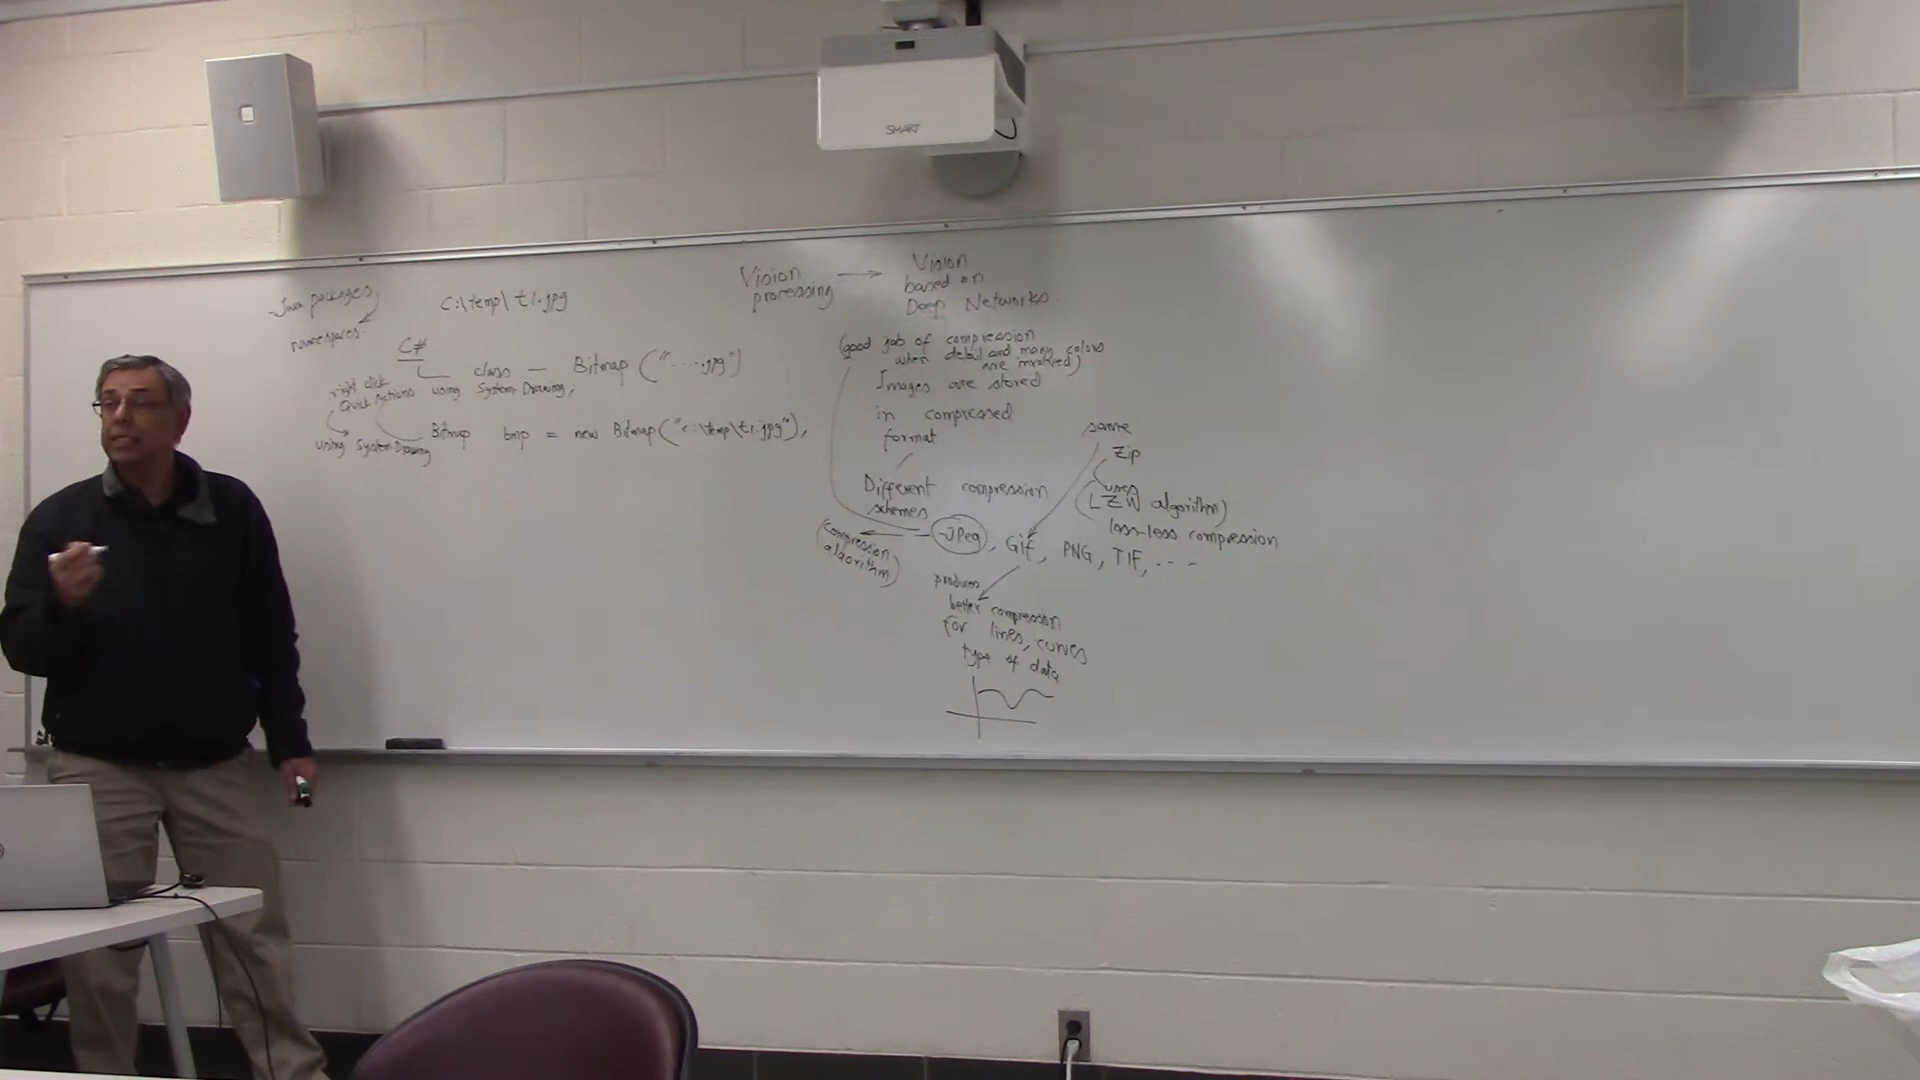 SMART
-Java packages
namespaces.
C:\temp\t1.jpg
C#
class — Bitmap (".....jpg")
right click
Quick Actions
using System.Drawing;
using System.Drawing
Bitmap bmp = new Bitmap("c:\temp\t1.jpg");
Vision
processing
Vision
based on
Deep Networks.
(good job of compression
when detail and many colors
are involved)
Images are stored
in compressed
format.
Different compression
schemes
(compression
algorithm)
-JPeg, Gif, PNG, TIF, ...
same
Zip
uses
(LZW algorithm)
loss-less compression
produces
better compression
for lines, curves
type of data